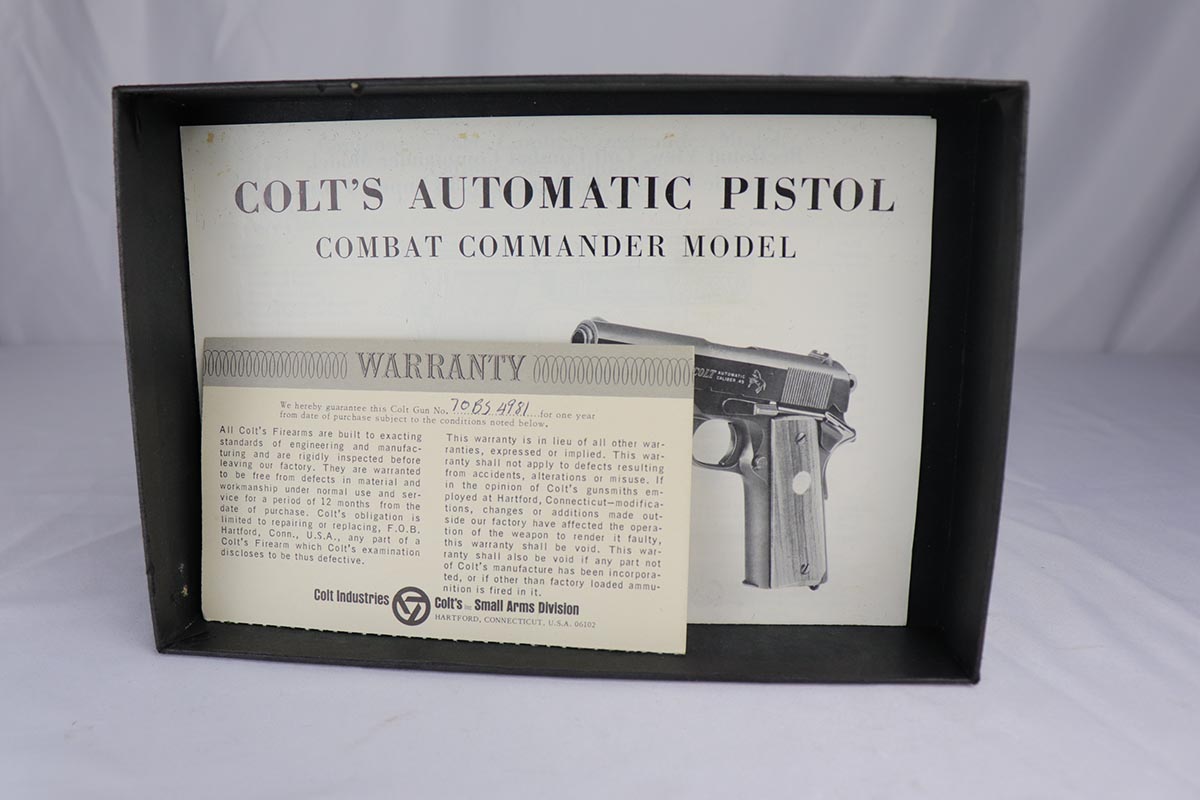 COLT'S AUTOMATIC PISTOL
COMBAT COMMANDER MODEL
COLT AUTOMATIC
CALIBER .45
WARRANTY
We hereby guarantee this Colt Gun No. 70BS4981 for one year
from date of purchase subject to the conditions noted below.
All Colt's Firearms are built to exacting
standards of engineering and manufac-
turing and are rigidly inspected before
leaving our factory. They are warranted
to be free from defects in material and
workmanship under normal use and ser-
vice for a period of 12 months from the
date of purchase. Colt's obligation is
limited to repairing or replacing, F.O.B.
Hartford, Conn., U.S.A., any part of a
Colt's Firearm which Colt's examination
discloses to be thus defective.
This warranty is in lieu of all other war-
ranties, expressed or implied. This war-
ranty shall not apply to defects resulting
from accidents, alterations or misuse. If
in the opinion of Colt's gunsmiths em-
ployed at Hartford, Connecticut—modifica-
tions, changes or additions made out-
side our factory have affected the opera-
tion of the weapon to render it faulty,
this warranty shall be void. This war-
ranty shall also be void if any part not
of Colt's manufacture has been incorpora-
ted, or if other than factory loaded ammu-
nition is fired in it.
Colt Industries
Colt's Inc Small Arms Division
HARTFORD, CONNECTICUT, U.S.A. 06102